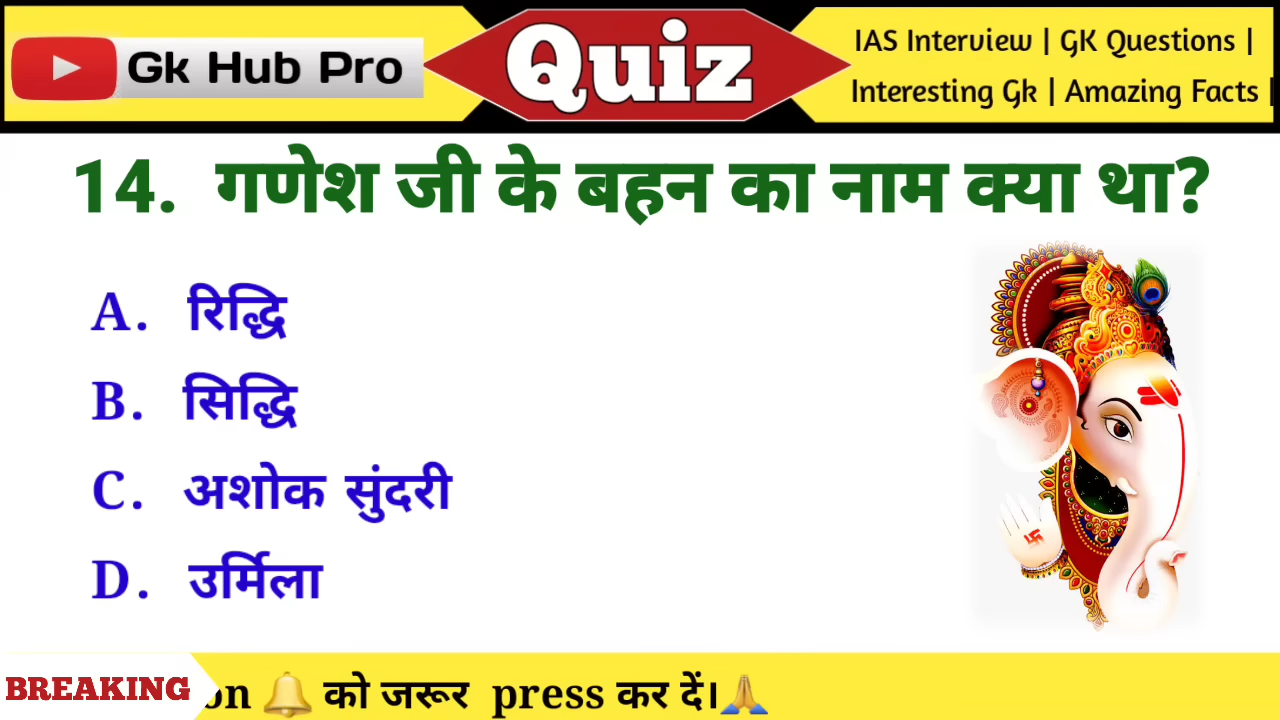 Gk Hub Pro
Quiz
IAS Interview | GK Questions |
Interesting Gk | Amazing Facts |
14. गणेश जी के बहन का नाम क्या था?
A. रिद्धि
B. सिद्धि
C. अशोक सुंदरी
D. उर्मिला
BREAKING
on 🔔 को जरूर press कर दें।🙏